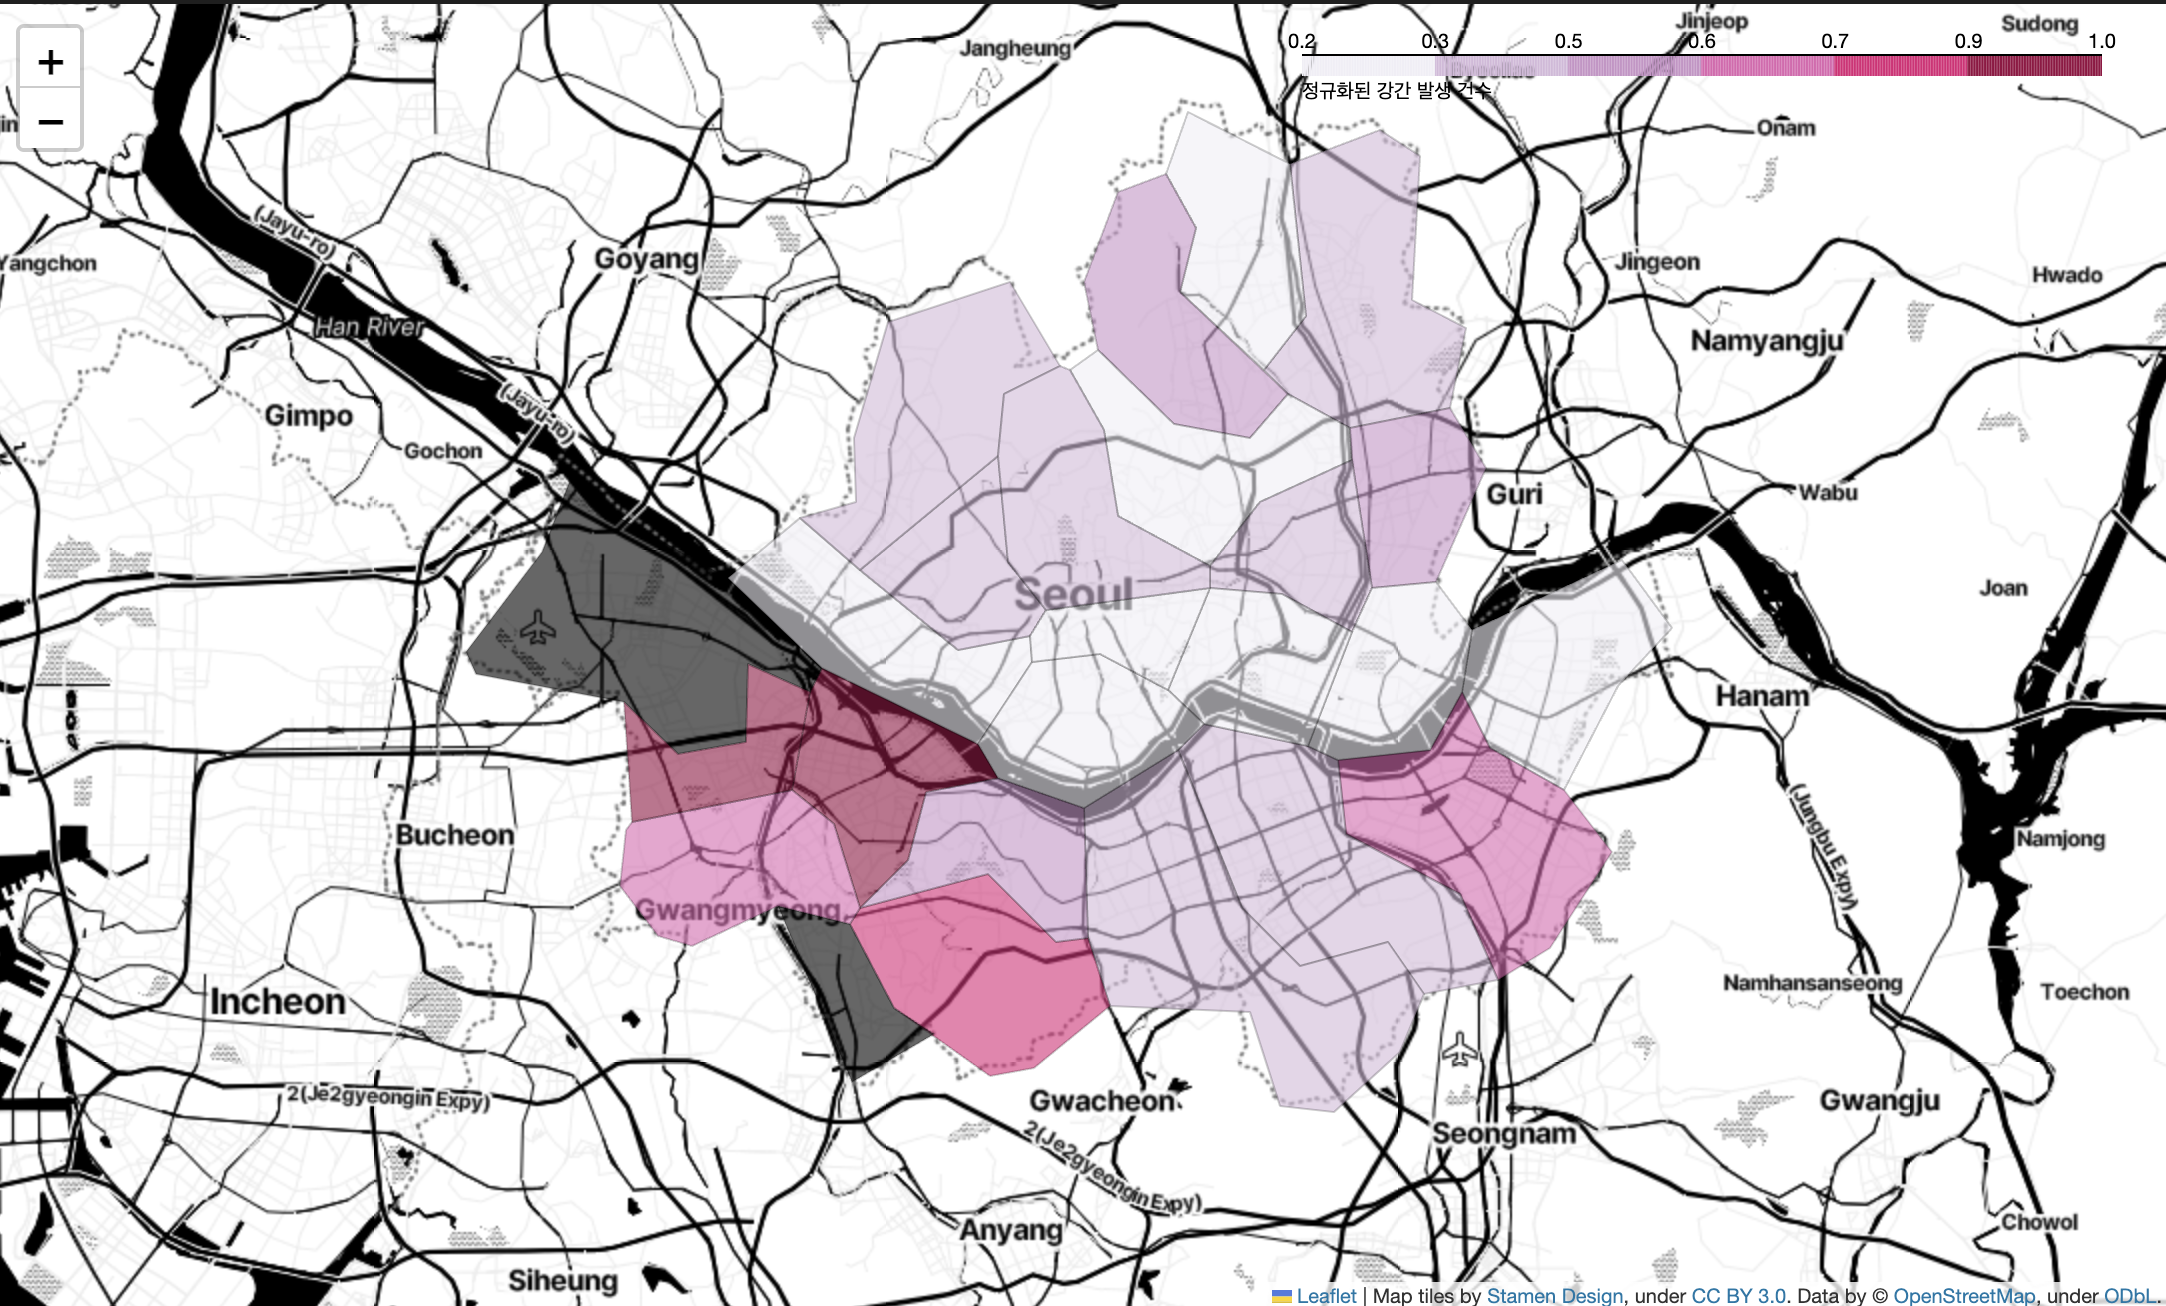 +
−
Jangheung
Jinjeop
Sudong
0.2 0.3 0.5 0.6 0.7 0.9 1.0
정규화된 강간 발생 건수
Onam
(Jayu-ro)
Yangchon
Goyang
Jingeon
Hwado
Han River
Namyangju
(Jayu-ro)
Gimpo
Gochon
Guri
Wabu
Seoul
Joan
Hanam
(Jungbu Expy)
Bucheon
Namjong
Gwangmyeong
Incheon
Namhansanseong
Toechon
2(Je2gyeongin Expy)
Gwacheon
Gwangju
2(Je2gyeongin Expy)
Seongnam
Anyang
Chowol
Siheung
Leaflet | Map tiles by Stamen Design, under CC BY 3.0. Data by © OpenStreetMap, under ODbL.